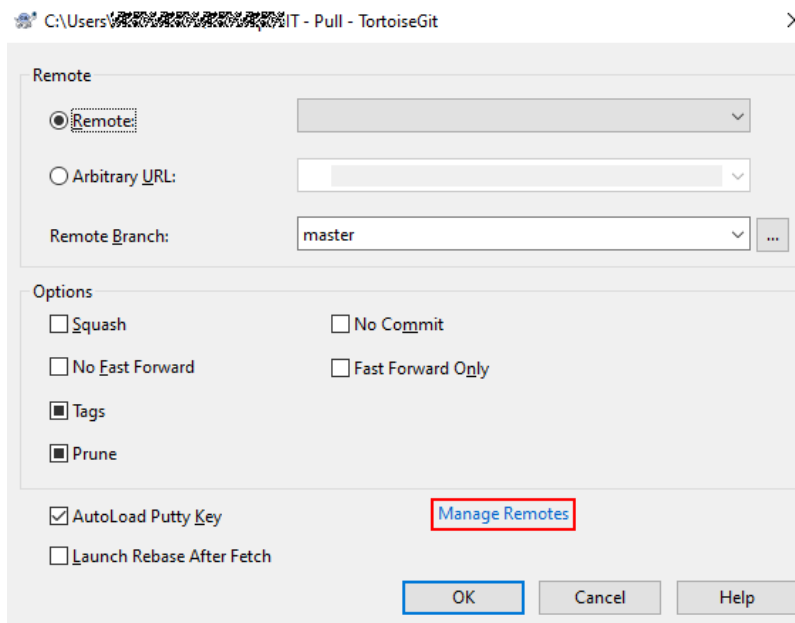 C:\Users\ IT - Pull - TortoiseGit
Remote
Remote:
Arbitrary URL:
Remote Branch: master ...
Options
Squash No Commit
No Fast Forward Fast Forward Only
Tags
Prune
AutoLoad Putty Key Manage Remotes
Launch Rebase After Fetch
OK Cancel Help